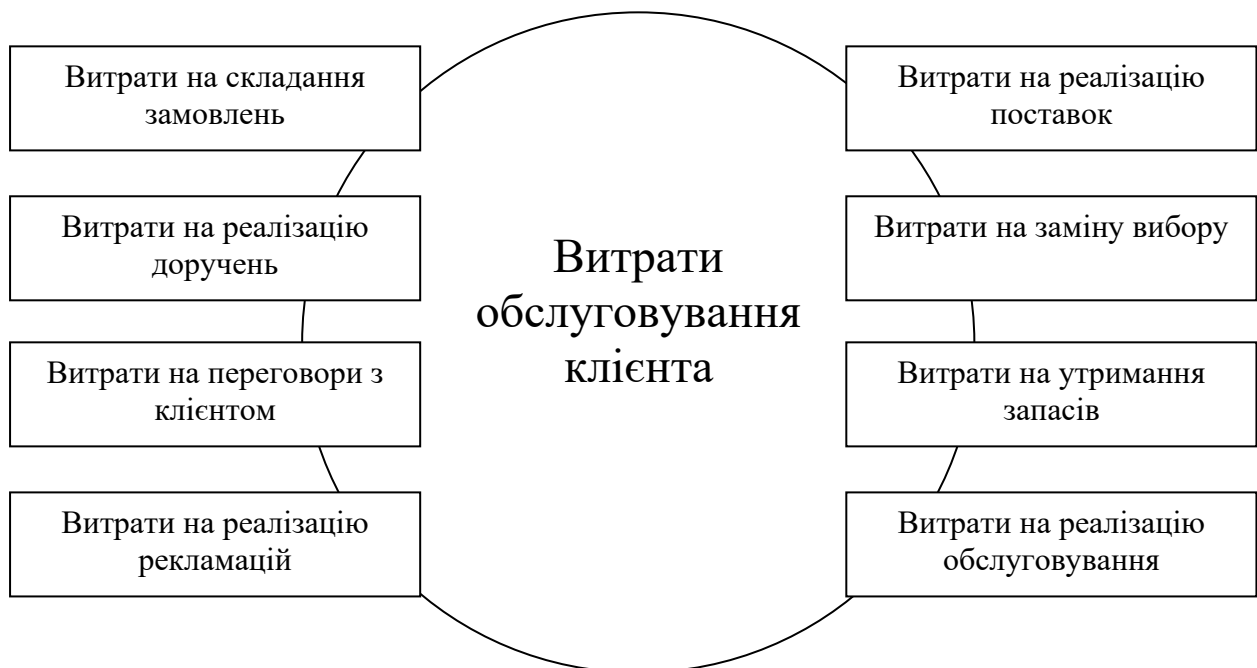 Витрати на складання
замовлень
Витрати на реалізацію
доручень
Витрати на переговори з
клієнтом
Витрати на реалізацію
рекламацій
Витрати
обслуговування
клієнта
Витрати на реалізацію
поставок
Витрати на заміну вибору
Витрати на утримання
запасів
Витрати на реалізацію
обслуговування